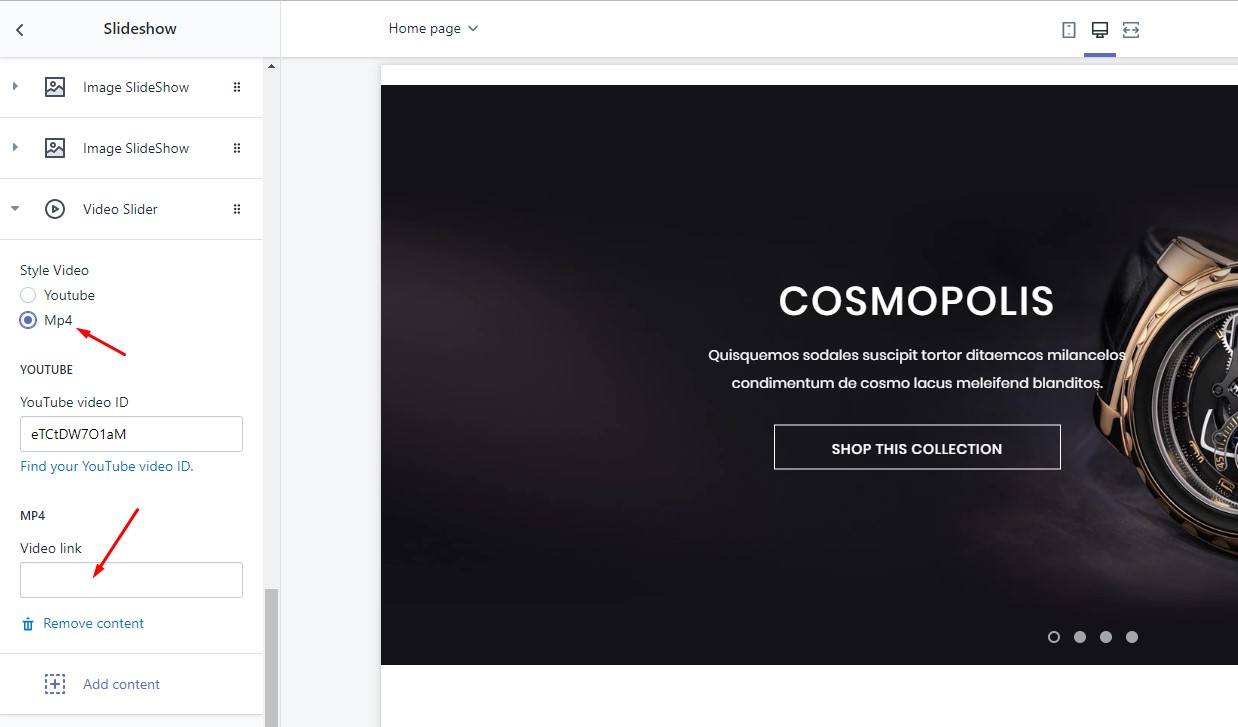 Slideshow
Home page
Image SlideShow
Image SlideShow
Video Slider
Style Video
Youtube
Mp4
YOUTUBE
YouTube video ID
eTCtDW7O1aM
Find your YouTube video ID.
MP4
Video link
Remove content
Add content
COSMOPOLIS
Quisquemos sodales suscipit tortor ditaemcos milancelos
condimentum de cosmo lacus meleifend blanditos.
SHOP THIS COLLECTION